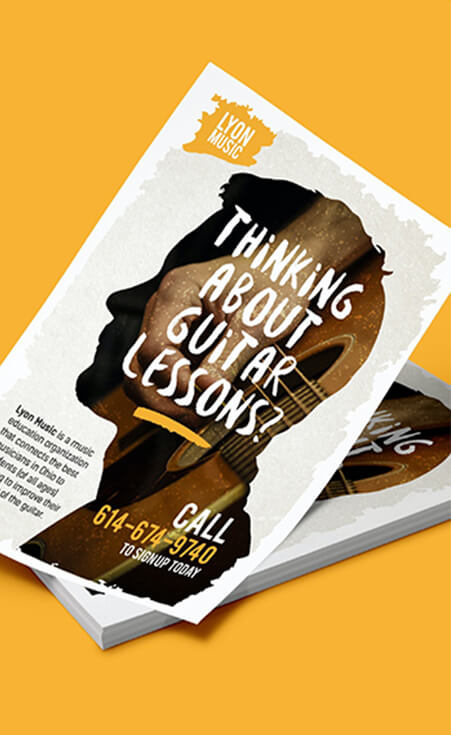 LYON
MUSIC
THiNKiNG
ABOUT
GUiTAR
LESSONS?
Lyon Music is a music
education organization
that connects the best
musicians in Ohio to
(of all ages)
to improve their
of the guitar.
CALL
614-674-9740
TO SIGNUP TODAY
KiNG